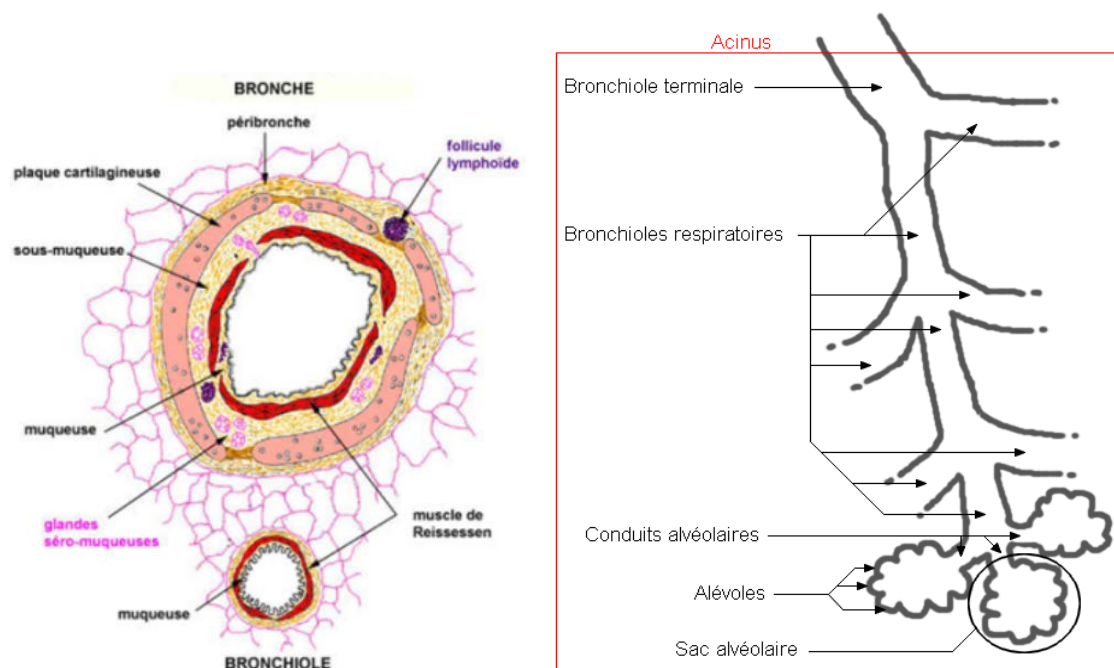 BRONCHE
péribronche
follicule
lymphoïde
plaque cartilagineuse
sous-muqueuse
muqueuse
glandes
séro-muqueuses
muscle de
Reissessen
muqueuse
BRONCHIOLE
Acinus
Bronchiole terminale
Bronchioles respiratoires
Conduits alvéolaires
Alévoles
Sac alvéolaire